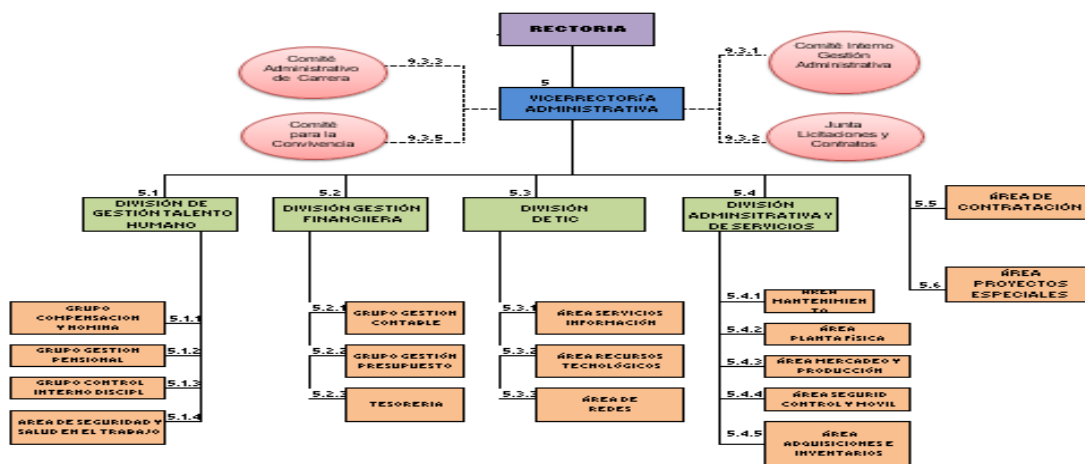 RECTORIA
Comité
Administrativo
de Carrera
9.3.3
9.3.1
Comité Interno
Gestión
Administrativa
5
VICERRECTORÍA
ADMINISTRATIVA
Comité
para la
Convivencia
9.3.5
9.3.2
Junta
Licitaciones y
Contratos
5.1
DIVISIÓN DE
GESTIÓN TALENTO
HUMANO
5.2
DIVISIÓN GESTIÓN
FINANCIIERA
5.3
DIVISIÓN
DE TIC
5.4
DIVISIÓN
ADMINSITRATIVA Y
DE SERVICIOS
5.5
ÁREA DE
CONTRATACIÓN
5.6
ÁREA
PROYECTOS
ESPECIALES
GRUPO
COMPENSACION
Y NOMINA
5.1.1
GRUPO GESTION
PENSIONAL
5.1.2
GRUPO CONTROL
INTERNO DISCIPL
5.1.3
AREA DE SEGURIDAD Y
SALUD EN EL TRABAJO
5.1.4
5.2.1
GRUPO GESTION
CONTABLE
5.2.2
GRUPO GESTIÓN
PRESUPUESTO
5.2.3
TESORERIA
5.3.1
ÁREA SERVICIOS
INFORMACIÓN
5.3.2
ÁREA RECURSOS
TECNOLÓGICOS
5.3.3
ÁREA DE
REDES
5.4.1
ÁREA
MANTENIMIEN
TO
5.4.2
ÁREA
PLANTA FÍSICA
5.4.3
ÁREA MERCADEO Y
PRODUCCIÓN
5.4.4
ÁREA SEGURID
CONTROL Y MOVIL
5.4.5
ÁREA
ADQUISICIONES E
INVENTARIOS